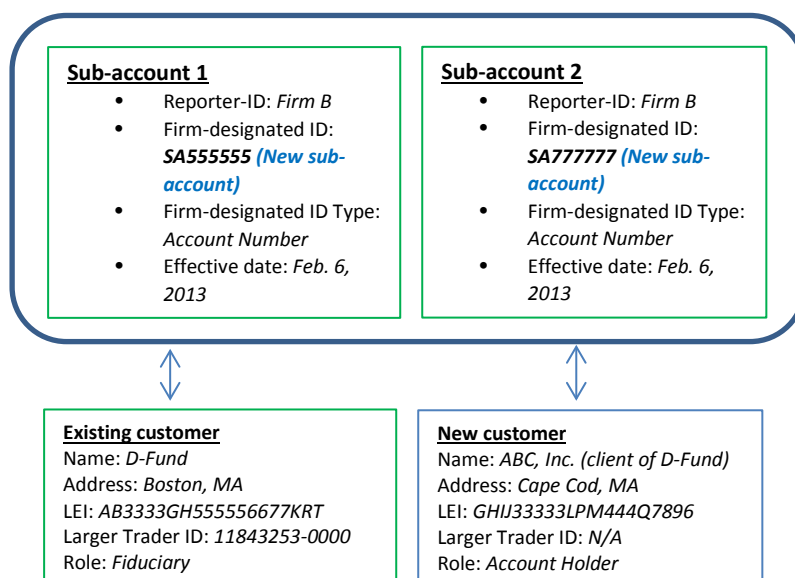 Sub-account 1
• Reporter-ID: Firm B
• Firm-designated ID:
SA555555 (New sub-
account)
• Firm-designated ID Type:
Account Number
• Effective date: Feb. 6,
2013
Sub-account 2
• Reporter-ID: Firm B
• Firm-designated ID:
SA777777 (New sub-
account)
• Firm-designated ID Type:
Account Number
• Effective date: Feb. 6,
2013
Existing customer
Name: D-Fund
Address: Boston, MA
LEI: AB3333GH555556677KRT
Larger Trader ID: 11843253-0000
Role: Fiduciary
New customer
Name: ABC, Inc. (client of D-Fund)
Address: Cape Cod, MA
LEI: GHIJ33333LPM444Q7896
Larger Trader ID: N/A
Role: Account Holder